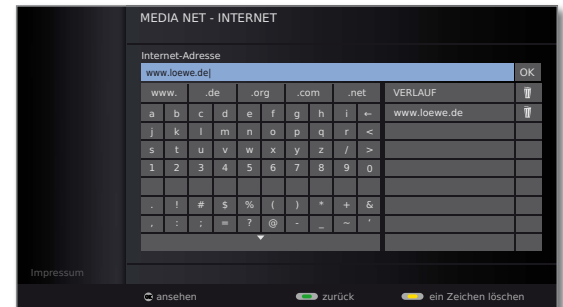 MEDIA NET - INTERNET
Internet-Adresse
www.loewe.de| OK
www. .de .org .com .net VERLAUF
a b c d e f g h i ← www.loewe.de
j k l m n o p q r <
s t u v w x y z / >
1 2 3 4 5 6 7 8 9 0
. ! # $ % ( ) * + &
, : ; = ? @ - _ ~ '
Impressum
ansehen zurück ein Zeichen löschen